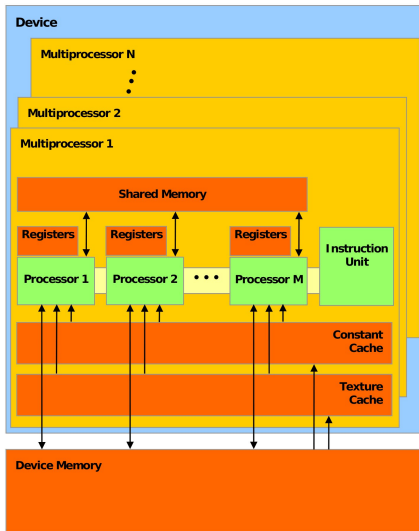 Device
Multiprocessor N
Multiprocessor 2
Multiprocessor 1
Shared Memory
Registers
Registers
Registers
Processor 1
Processor 2
Processor M
Instruction
Unit
Constant
Cache
Texture
Cache
Device Memory